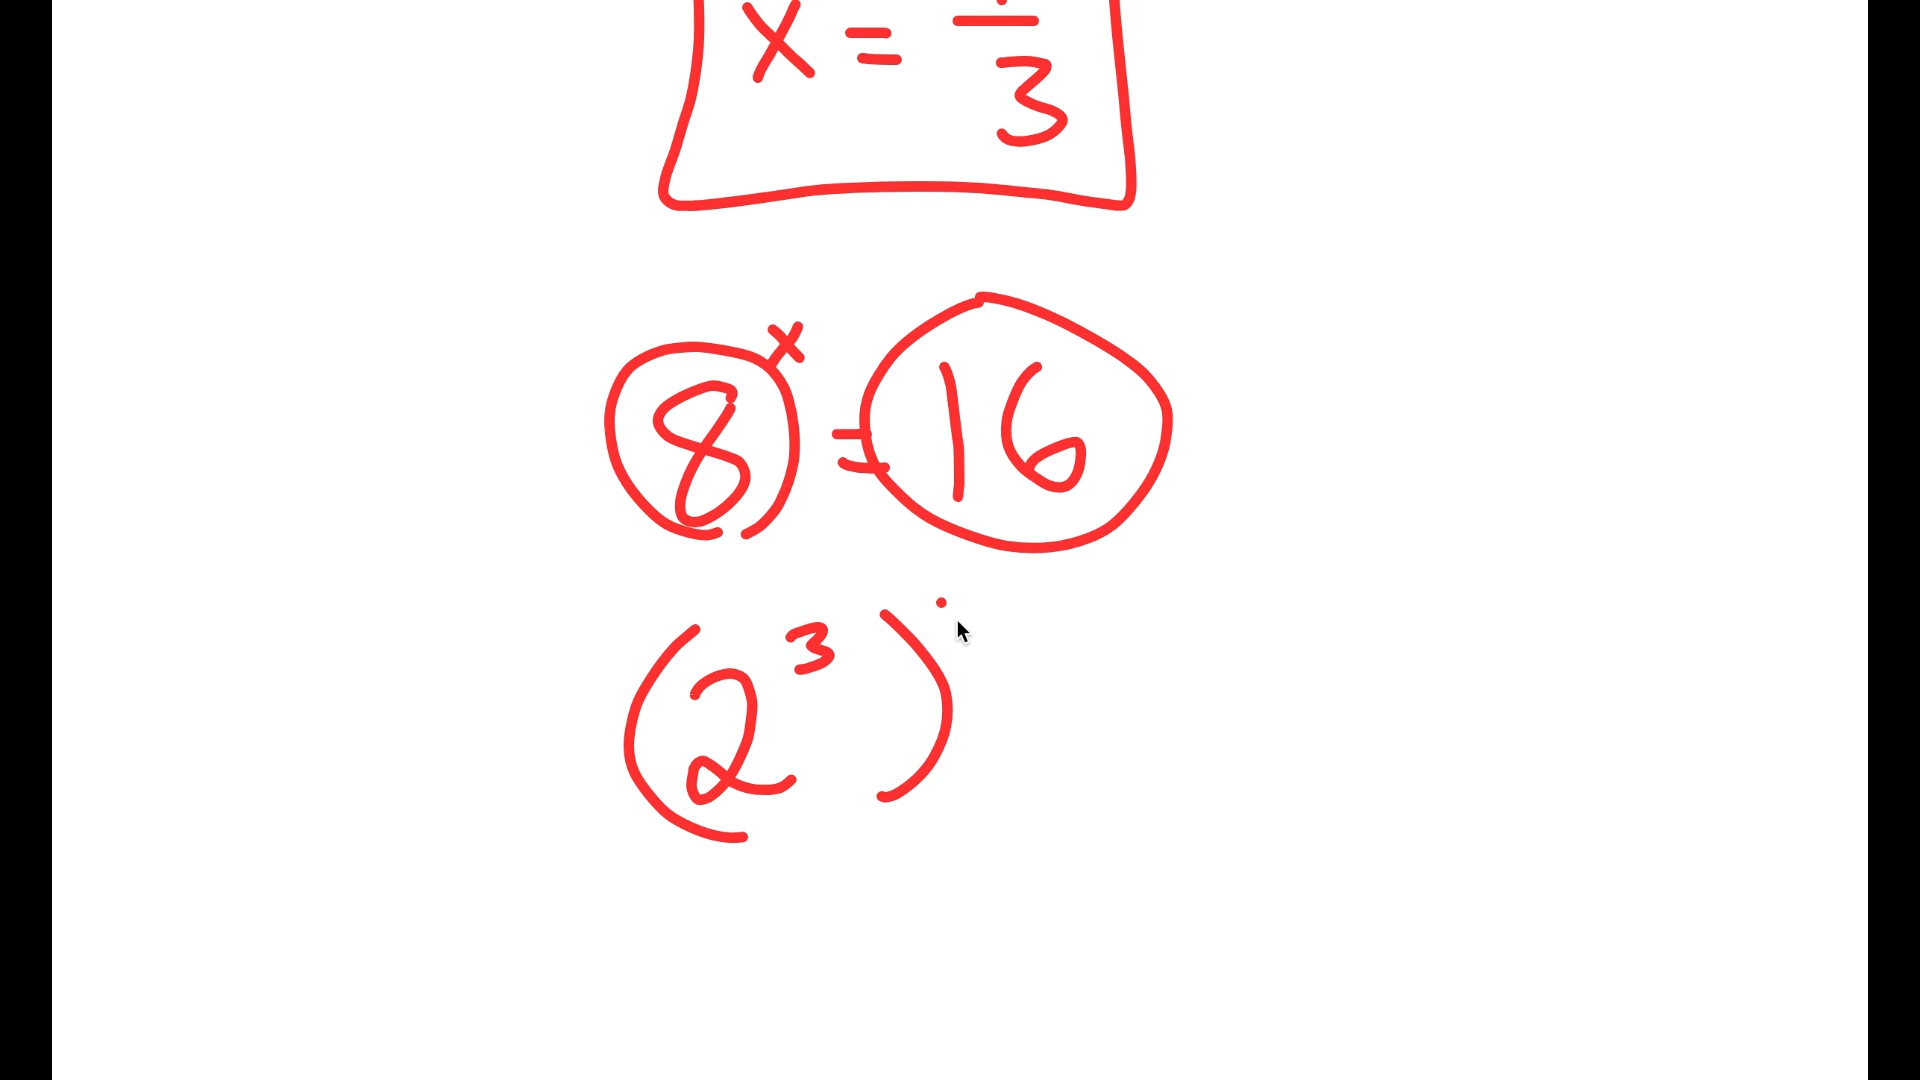 x = /3
8^x = 16
(2^3)